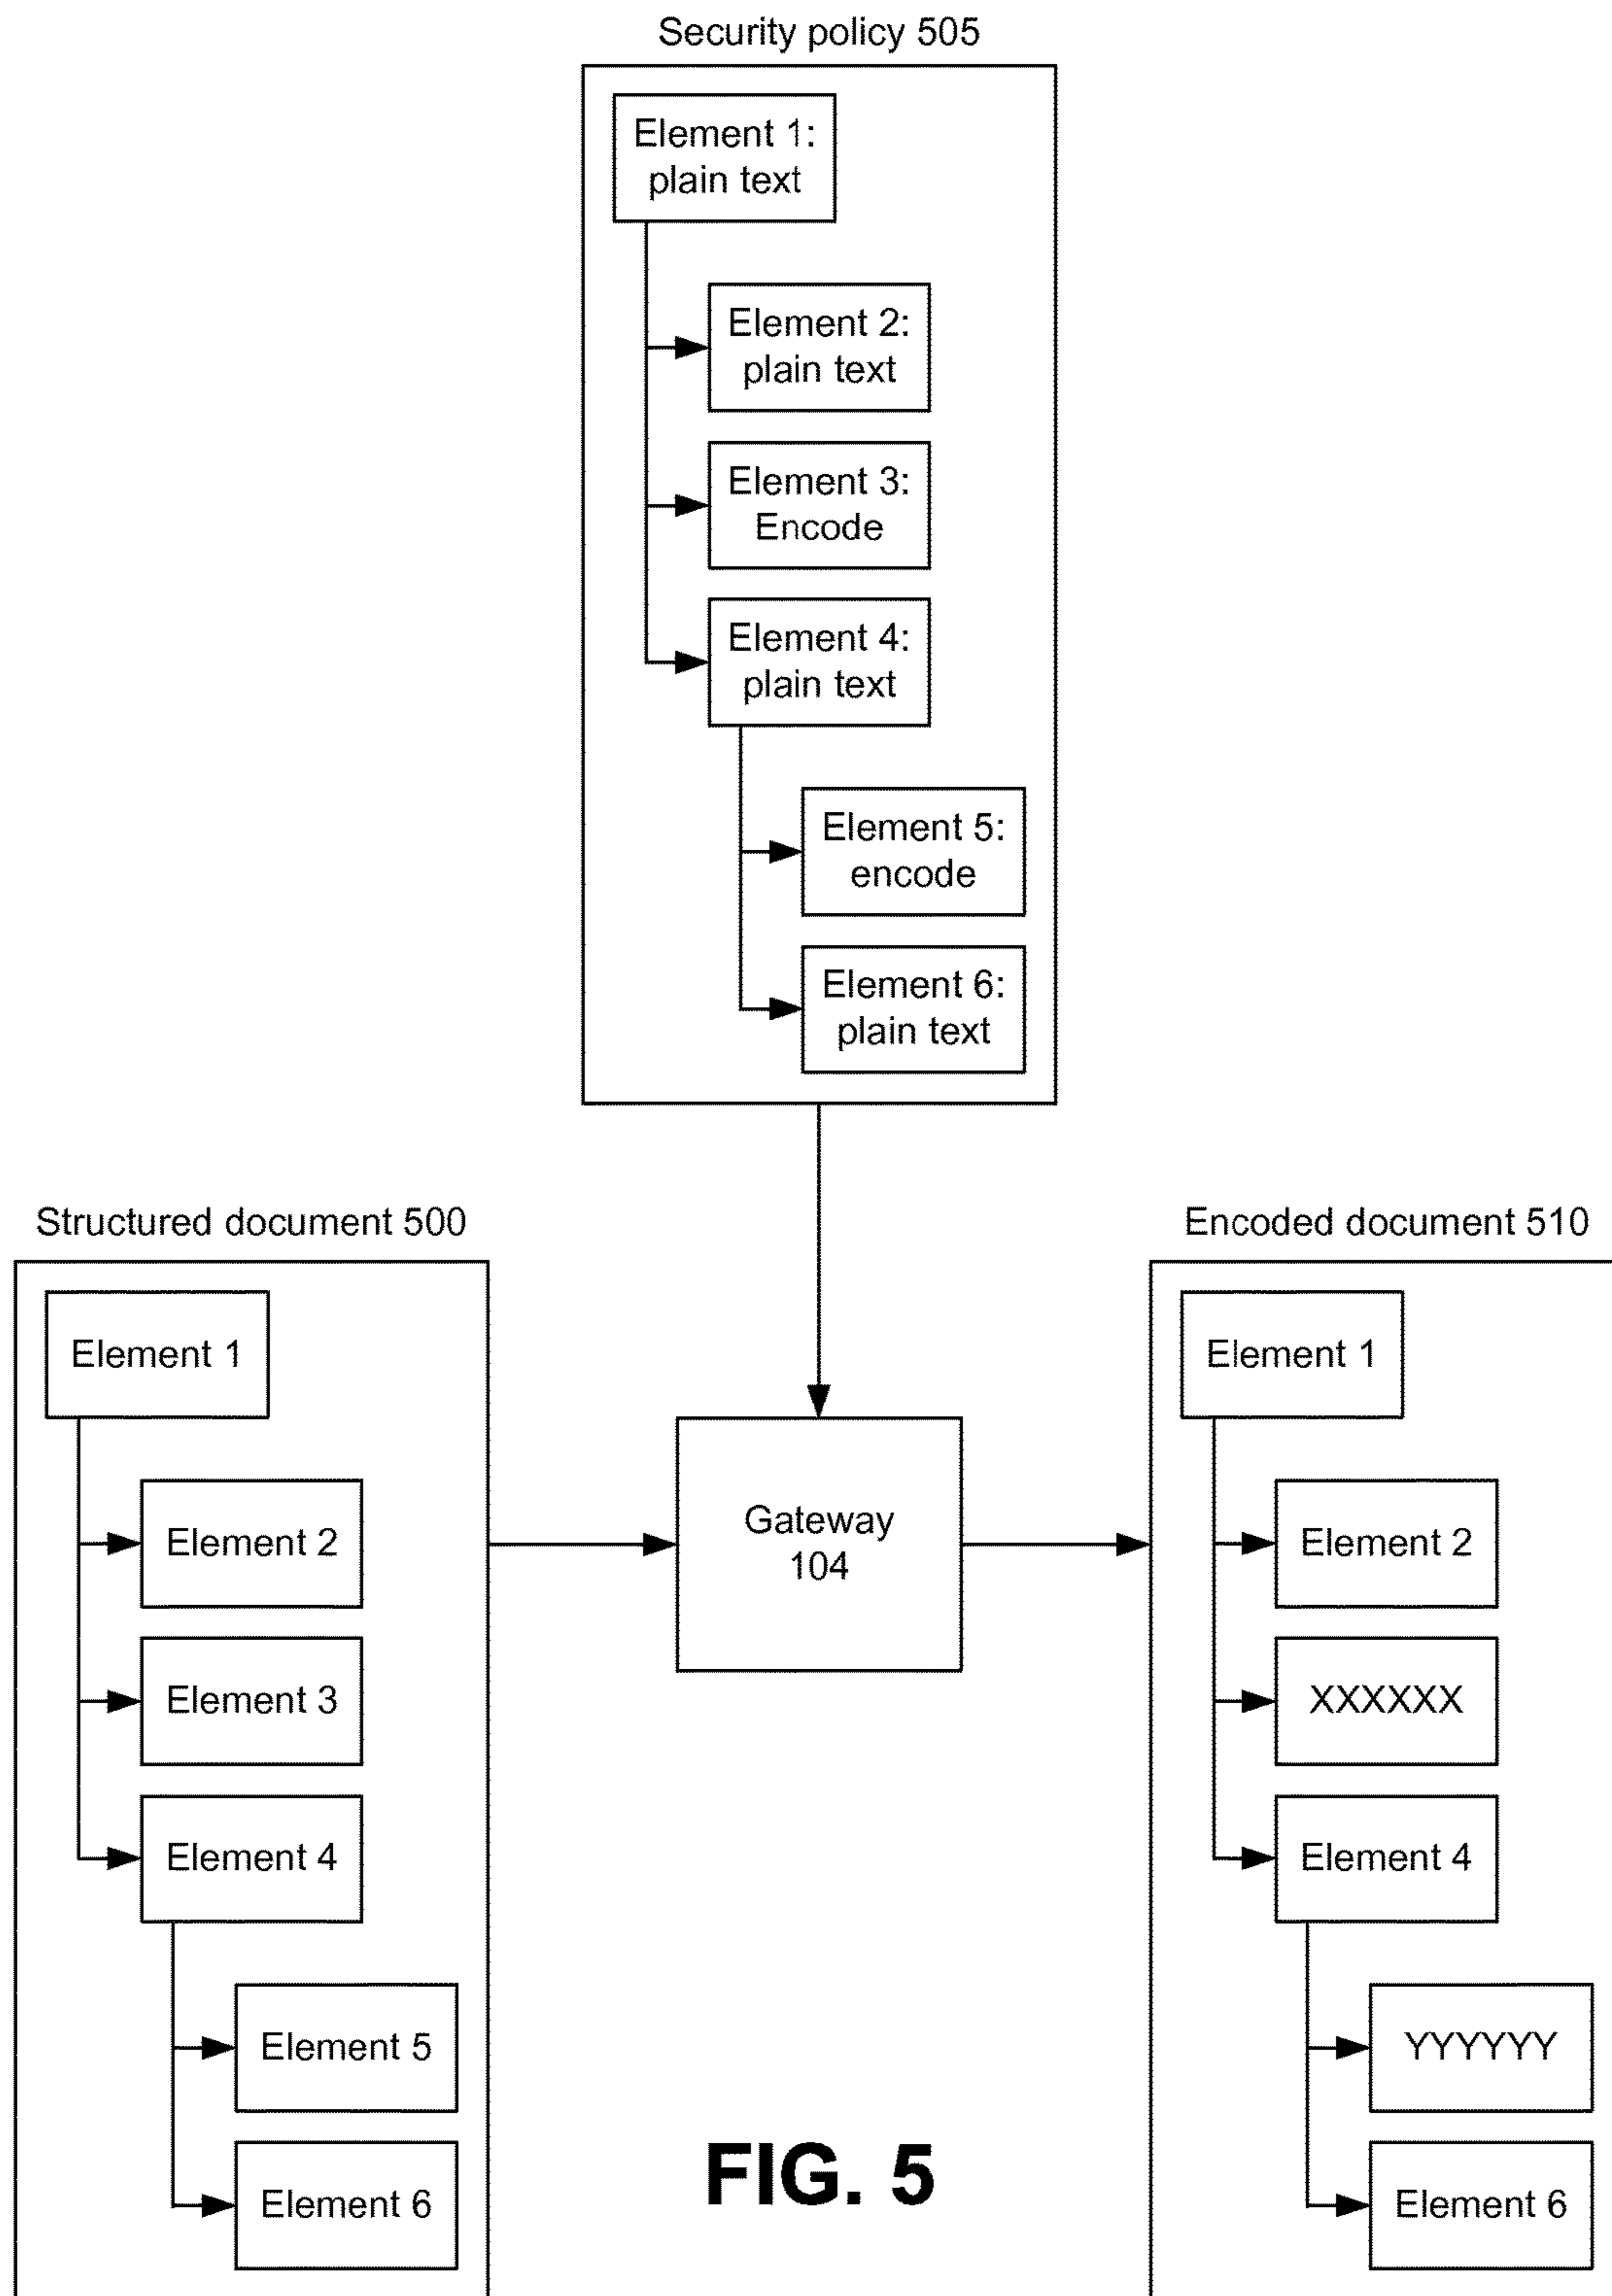 Security policy 505
Element 1:
plain text
Element 2:
plain text
Element 3:
Encode
Element 4:
plain text
Element 5:
encode
Element 6:
plain text
Structured document 500
Element 1
Element 2
Element 3
Element 4
Element 5
Element 6
Gateway
104
Encoded document 510
Element 1
Element 2
XXXXXX
Element 4
YYYYYY
Element 6
FIG. 5